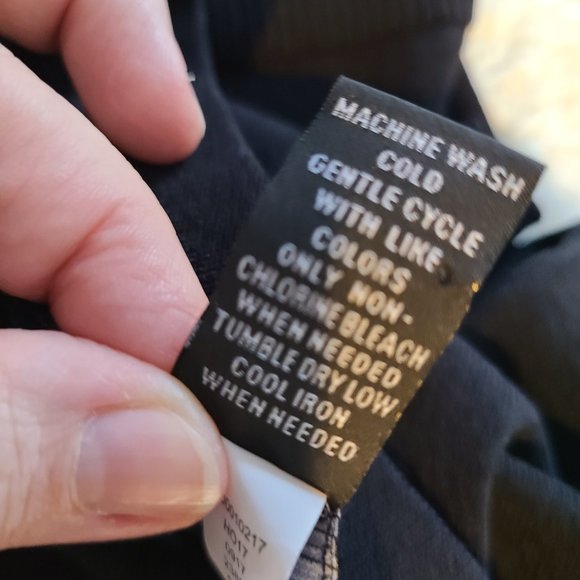 MACHINE WASH
COLD
GENTLE CYCLE
WITH LIKE
COLORS
ONLY NON-
CHLORINE BLEACH
WHEN NEEDED
TUMBLE DRY LOW
COOL IRON
WHEN NEEDED
HO17